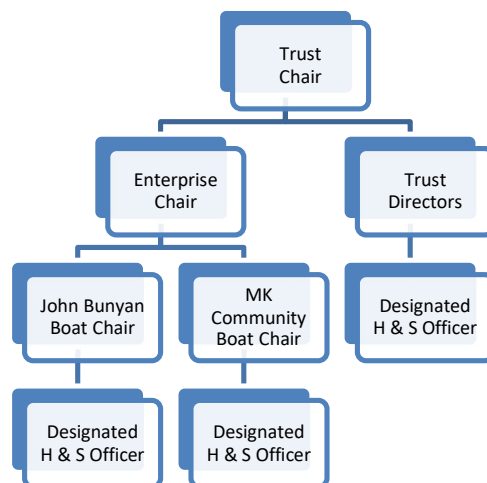 Trust
Chair
Enterprise
Chair
Trust
Directors
John Bunyan
Boat Chair
MK
Community
Boat Chair
Designated
H & S Officer
Designated
H & S Officer
Designated
H & S Officer